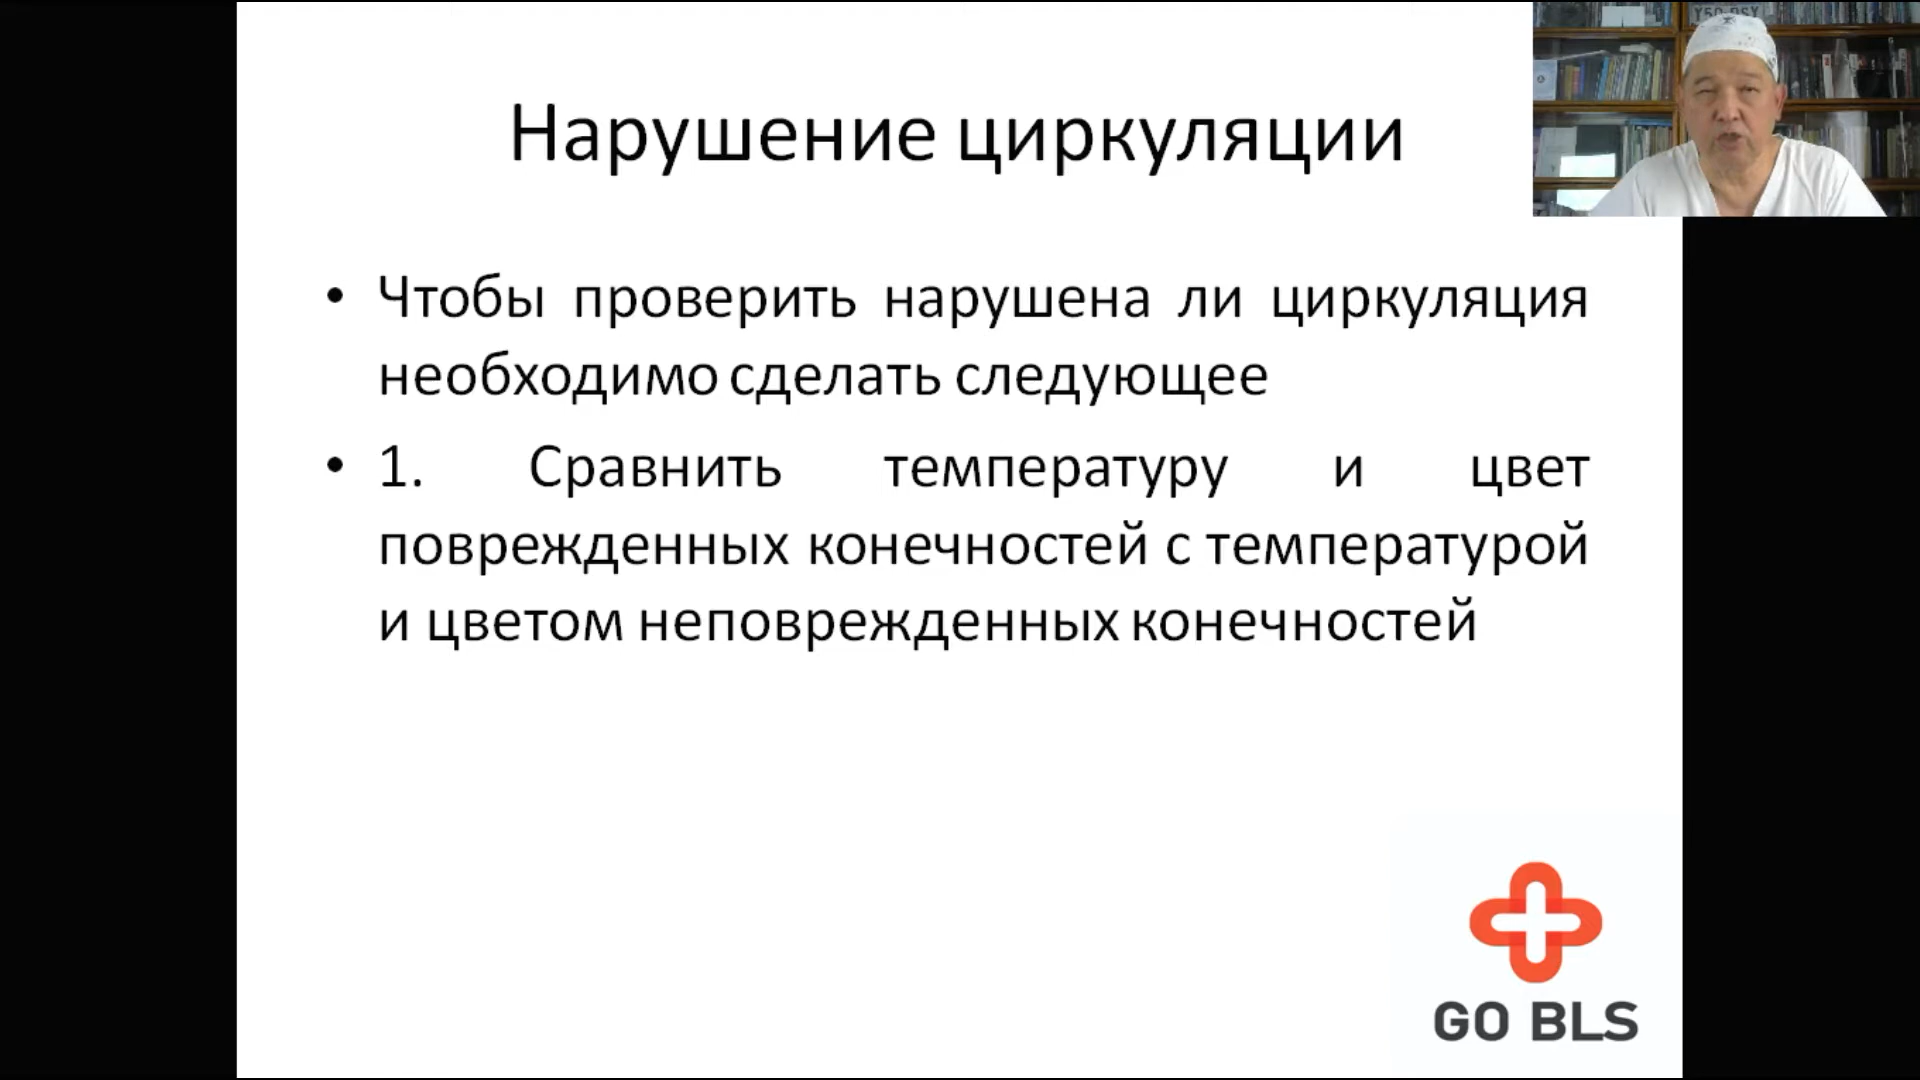 Нарушение циркуляции
• Чтобы проверить нарушена ли циркуляция
необходимо сделать следующее
• 1. Сравнить температуру и цвет
поврежденных конечностей с температурой
и цветом неповрежденных конечностей
GO BLS